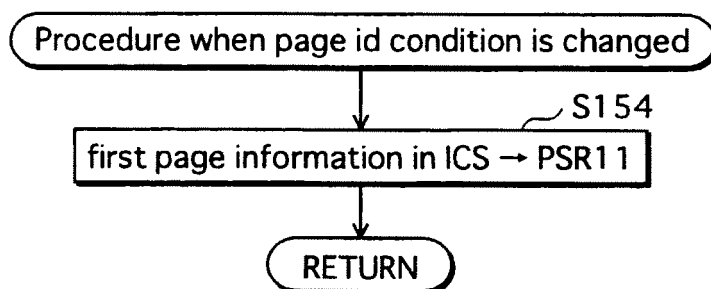 Procedure when page id condition is changed
S154
first page information in ICS → PSR11
RETURN